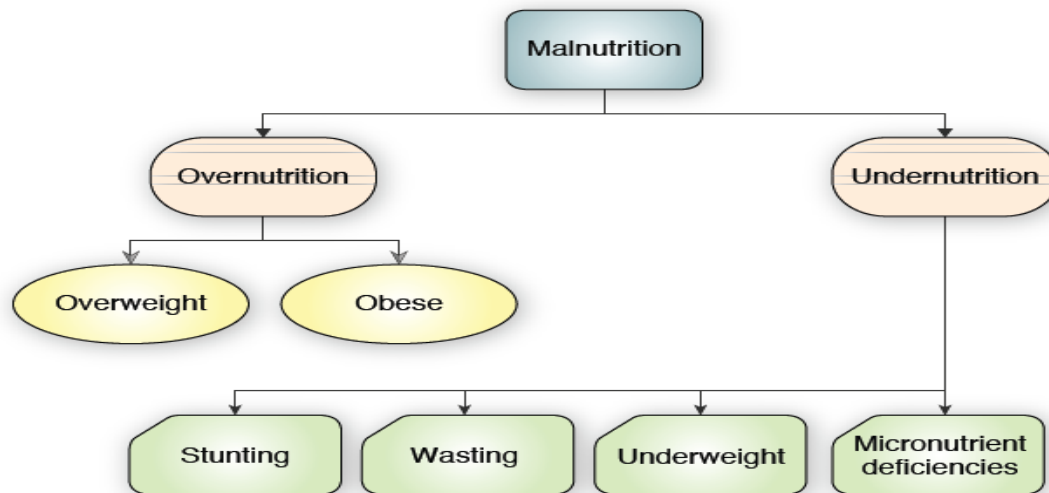 Malnutrition
Overnutrition
Undernutrition
Overweight
Obese
Stunting
Wasting
Underweight
Micronutrient
deficiencies